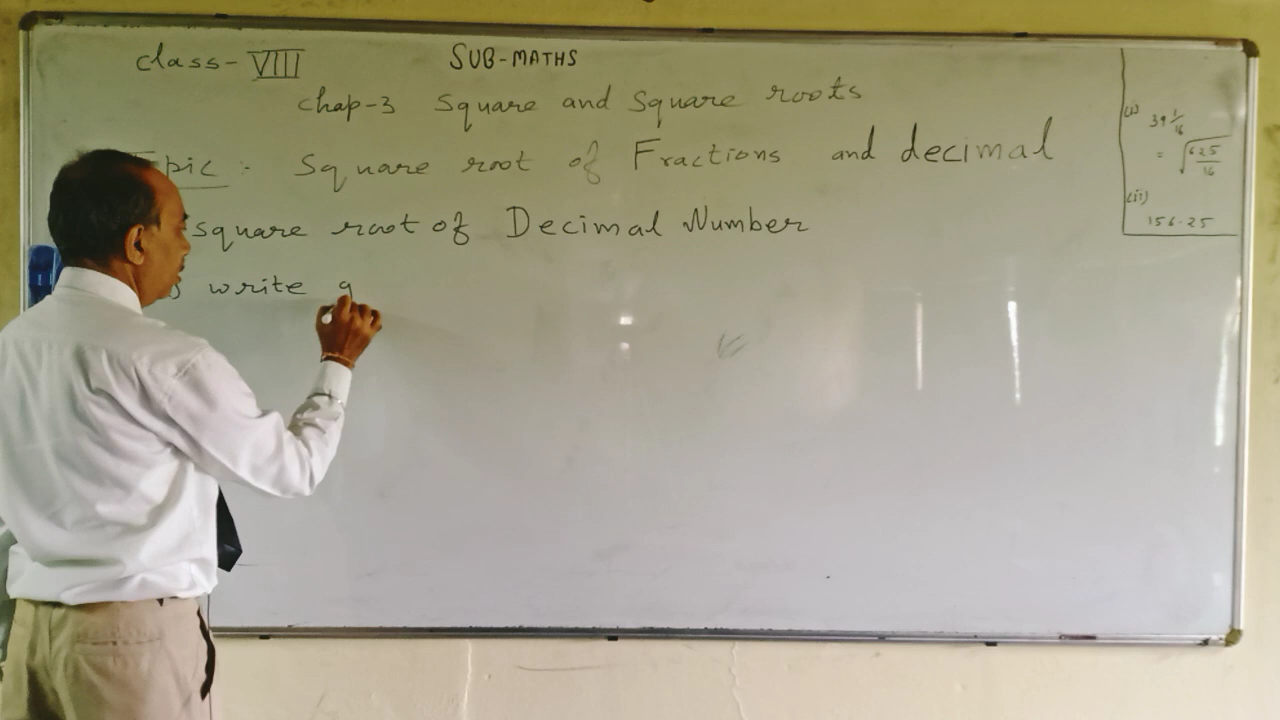 class- VIII SUB-MATHS
Chap-3 Square and Square roots
Square root of Fractions and decimal
square root of Decimal Number
write
(i)
39 1/16
= √625/16
(ii)
156.25